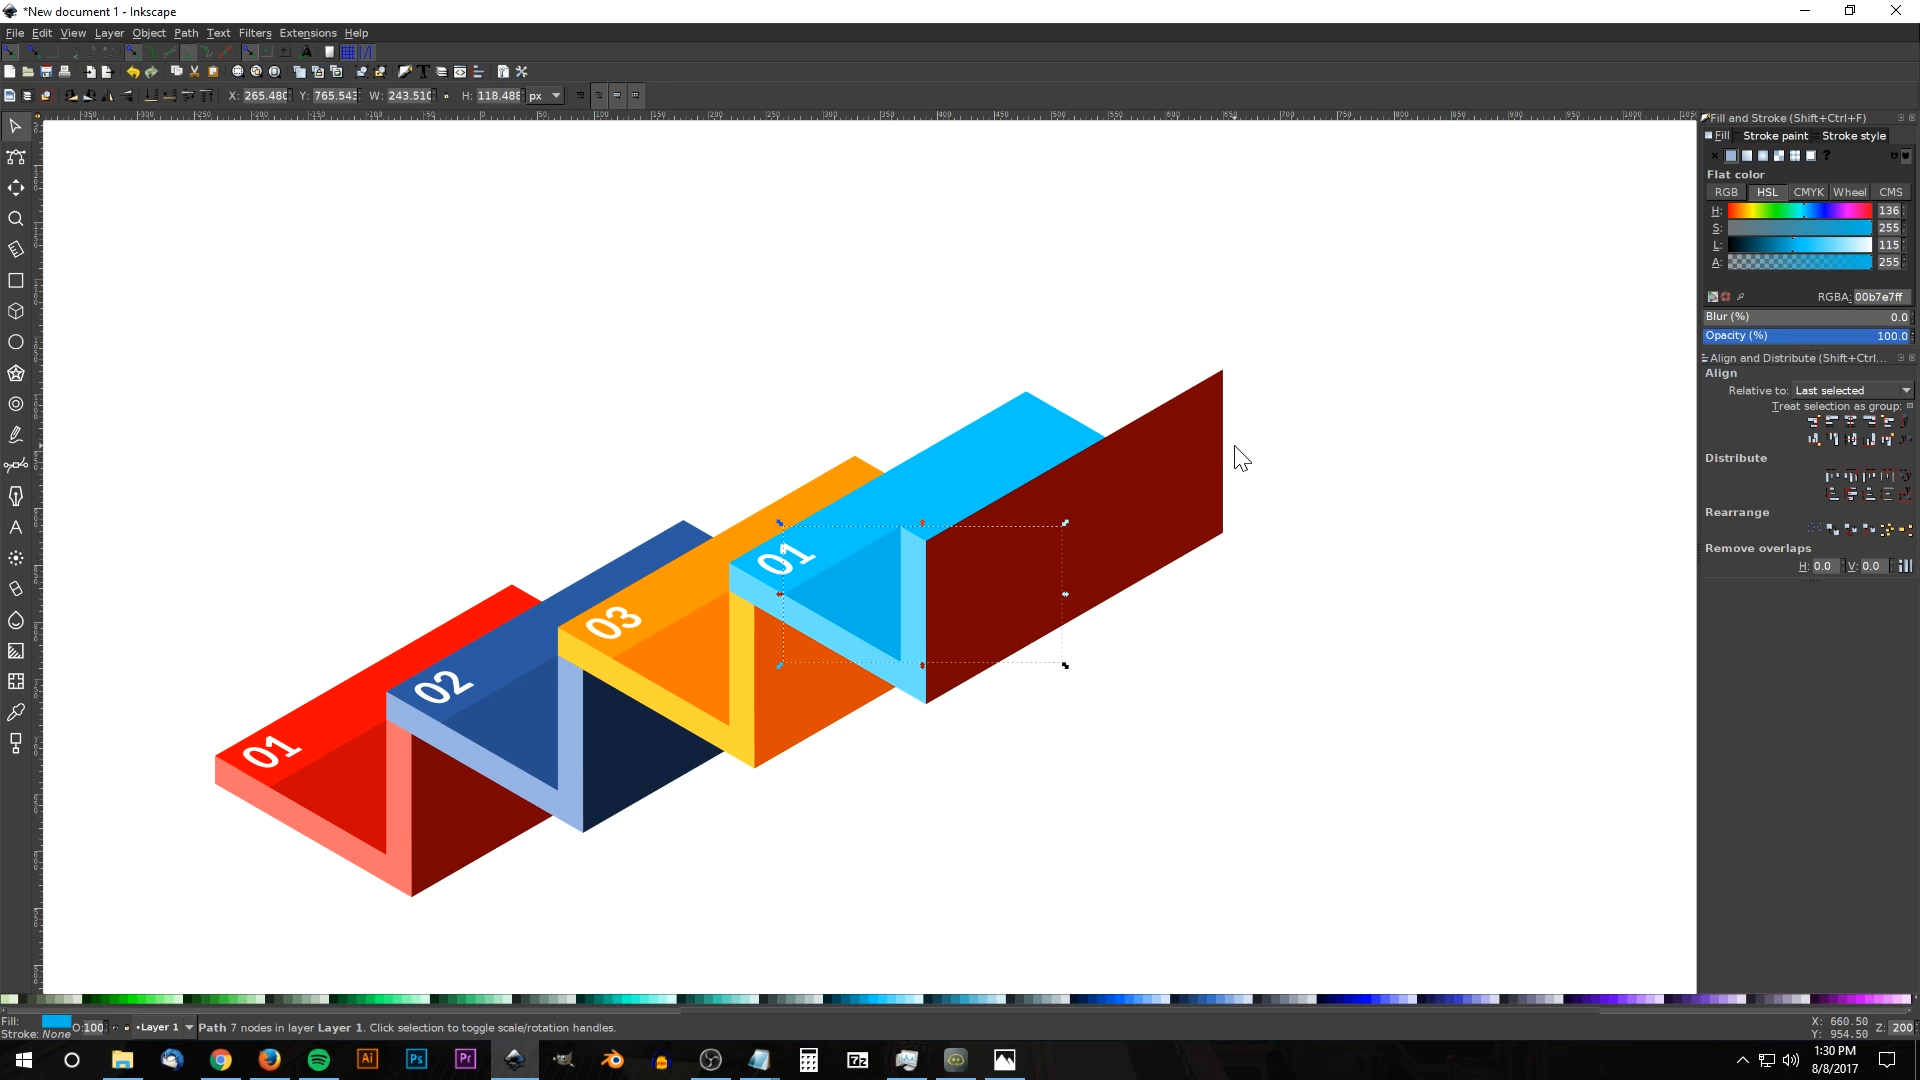 *New document 1 - Inkscape
File Edit View Layer Object Path Text Filters Extensions Help
X: 265.480 Y: 765.543 W: 243.510 H: 118.488 px
Fill and Stroke (Shift+Ctrl+F)
Fill Stroke paint Stroke style
?
Flat color
RGB HSL CMYK Wheel CMS
H: 136
S: 255
L: 115
A: 255
RGBA: 00b7e7ff
Blur (%) 0.0
Opacity (%) 100.0
Align and Distribute (Shift+Ctrl...
Align
Relative to: Last selected
Treat selection as group:
Distribute
Rearrange
Remove overlaps
H: 0.0 V: 0.0
01
03
02
01
Fill:
Stroke: None
O: 100
•Layer 1
Path 7 nodes in layer Layer 1. Click selection to toggle scale/rotation handles.
X: 660.50
Y: 954.50
Z: 200
Ai
Ps
Pr
7z
1:30 PM
8/8/2017